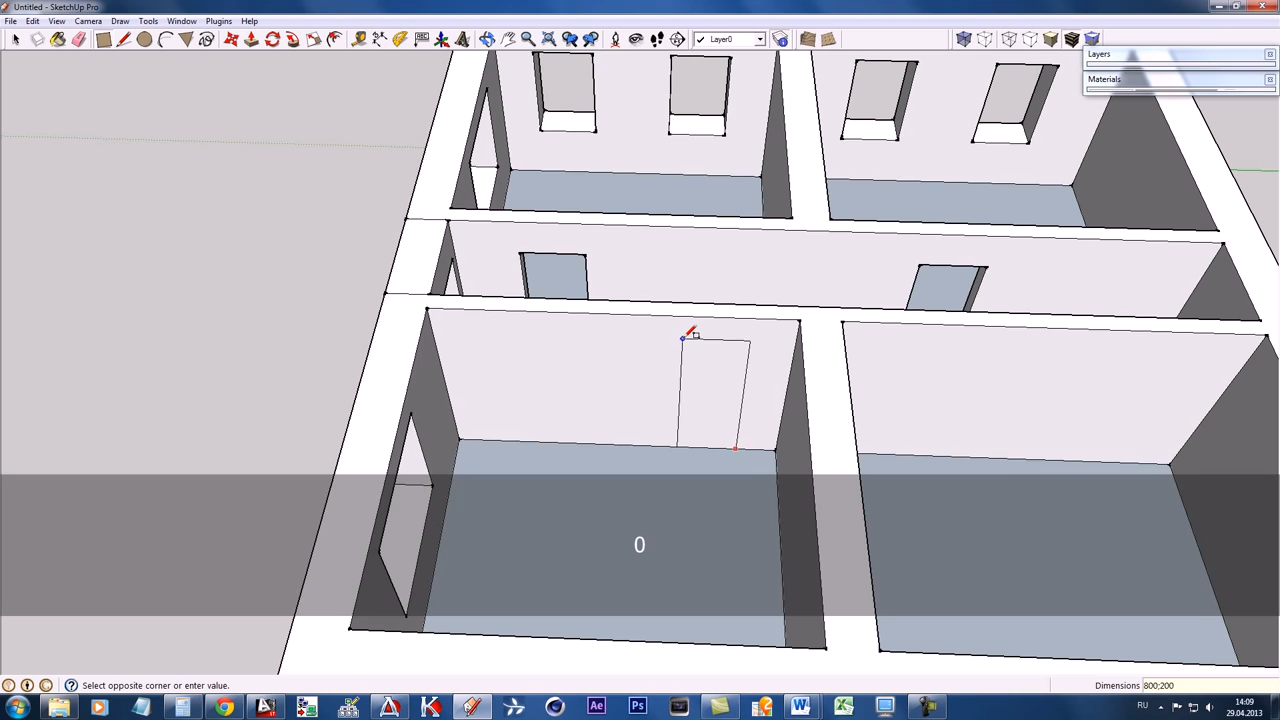 Untitled - SketchUp Pro
File Edit View Camera Draw Tools Window Plugins Help
Layer0
Layers
Materials
0
Select opposite corner or enter value.
Dimensions 800;200
RU
14:09
29.04.2013